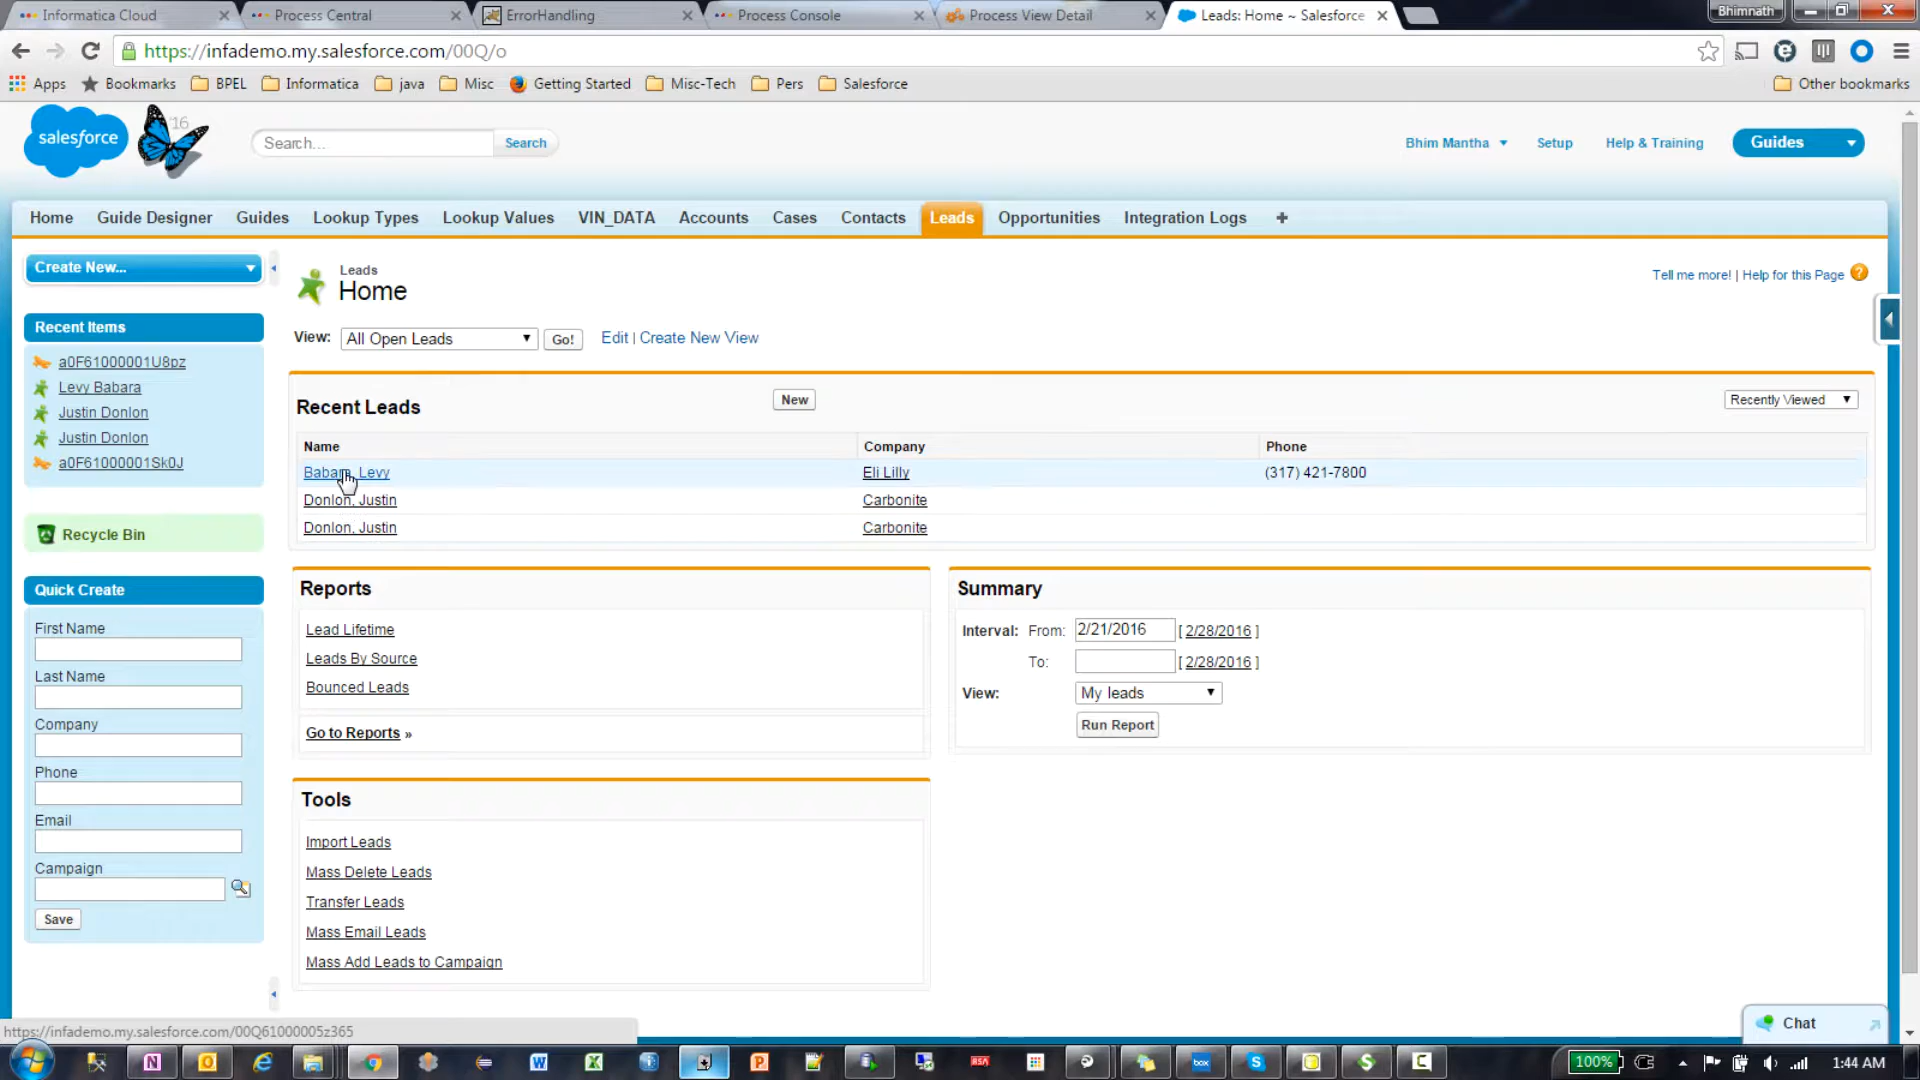 Informatica Cloud
Process Central
ErrorHandling
Process Console
Process View Detail
Leads: Home ~ Salesforce
Bhimnath
https://infademo.my.salesforce.com/00Q/o
Apps
Bookmarks
BPEL
Informatica
java
Misc
Getting Started
Misc-Tech
Pers
Salesforce
Other bookmarks
salesforce
'16
Search...
Search
Bhim Mantha
Setup
Help & Training
Guides
Home
Guide Designer
Guides
Lookup Types
Lookup Values
VIN_DATA
Accounts
Cases
Contacts
Leads
Opportunities
Integration Logs
+
Create New...
Leads
Home
Tell me more! | Help for this Page
?
Recent Items
a0F61000001U8pz
Levy Babara
Justin Donlon
Justin Donlon
a0F61000001Sk0J
View:
All Open Leads
Go!
Edit | Create New View
Recent Leads
New
Recently Viewed
Name
Company
Phone
Babara, Levy
Eli Lilly
(317) 421-7800
Donlon, Justin
Carbonite
Donlon, Justin
Carbonite
Recycle Bin
Quick Create
First Name
Last Name
Company
Phone
Email
Campaign
Save
Reports
Lead Lifetime
Leads By Source
Bounced Leads
Go to Reports »
Summary
Interval: From: 2/21/2016 [ 2/28/2016 ]
To: [ 2/28/2016 ]
View: My leads
Run Report
Tools
Import Leads
Mass Delete Leads
Transfer Leads
Mass Email Leads
Mass Add Leads to Campaign
https://infademo.my.salesforce.com/00Q61000005z365
Chat
100%
1:44 AM